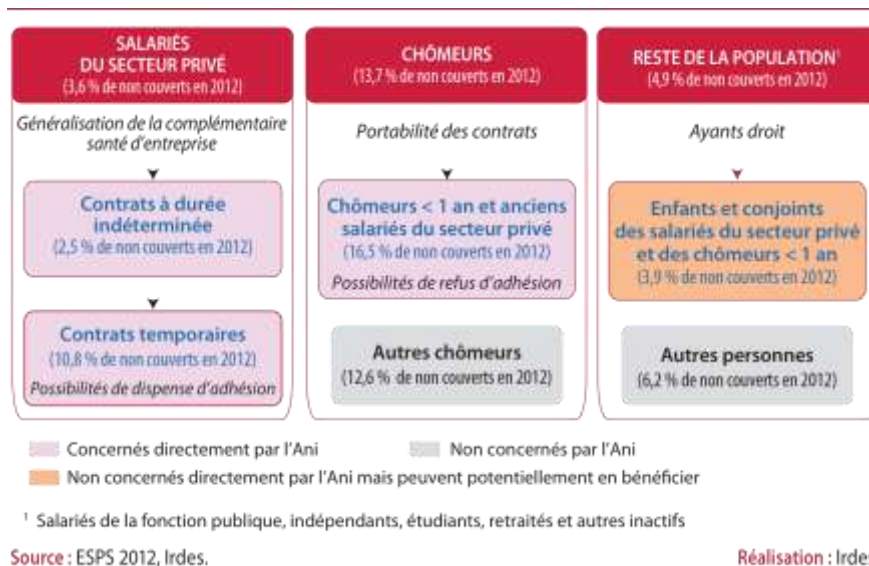 SALARIÉS
DU SECTEUR PRIVÉ
(3,6 % de non couverts en 2012)
Généralisation de la complémentaire
santé d'entreprise
Contrats à durée
indéterminée
(2,5 % de non couverts en 2012)
Contrats temporaires
(10,8 % de non couverts en 2012)
Possibilités de dispense d'adhésion
CHÔMEURS
(13,7 % de non couverts en 2012)
Portabilité des contrats
Chômeurs < 1 an et anciens
salariés du secteur privé
(16,5 % de non couverts en 2012)
Possibilités de refus d'adhésion
Autres chômeurs
(12,6 % de non couverts en 2012)
RESTE DE LA POPULATION¹
(4,9 % de non couverts en 2012)
Ayants droit
Enfants et conjoints
des salariés du secteur privé
et des chômeurs < 1 an
(3,9 % de non couverts en 2012)
Autres personnes
(6,2 % de non couverts en 2012)
Concernés directement par l'Ani
Non concernés par l'Ani
Non concernés directement par l'Ani mais peuvent potentiellement en bénéficier
¹ Salariés de la fonction publique, indépendants, étudiants, retraités et autres inactifs
Source : ESPS 2012, Irdes.
Réalisation : Irdes